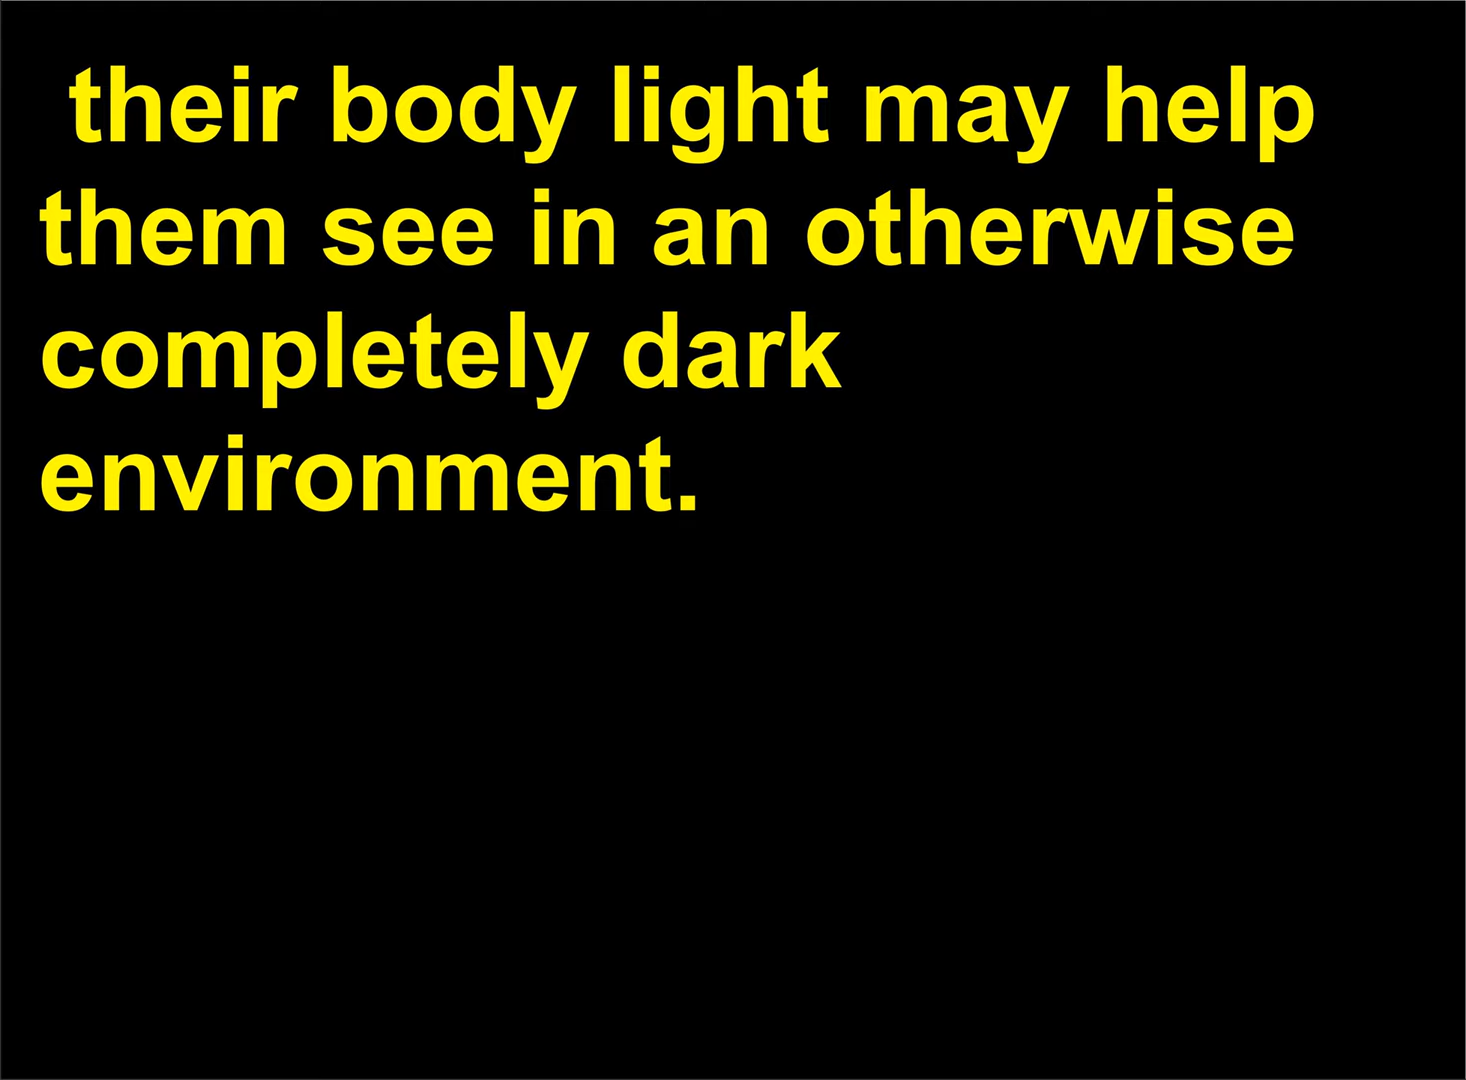 their body light may help
them see in an otherwise
completely dark
environment.